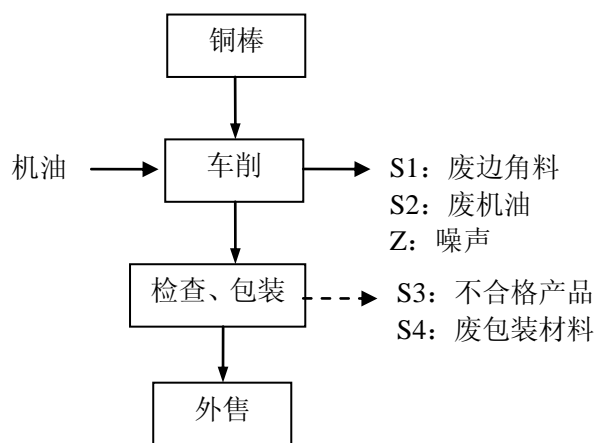 铜棒
机油
车削
S1：废边角料
S2：废机油
Z：噪声
检查、包装
S3：不合格产品
S4：废包装材料
外售